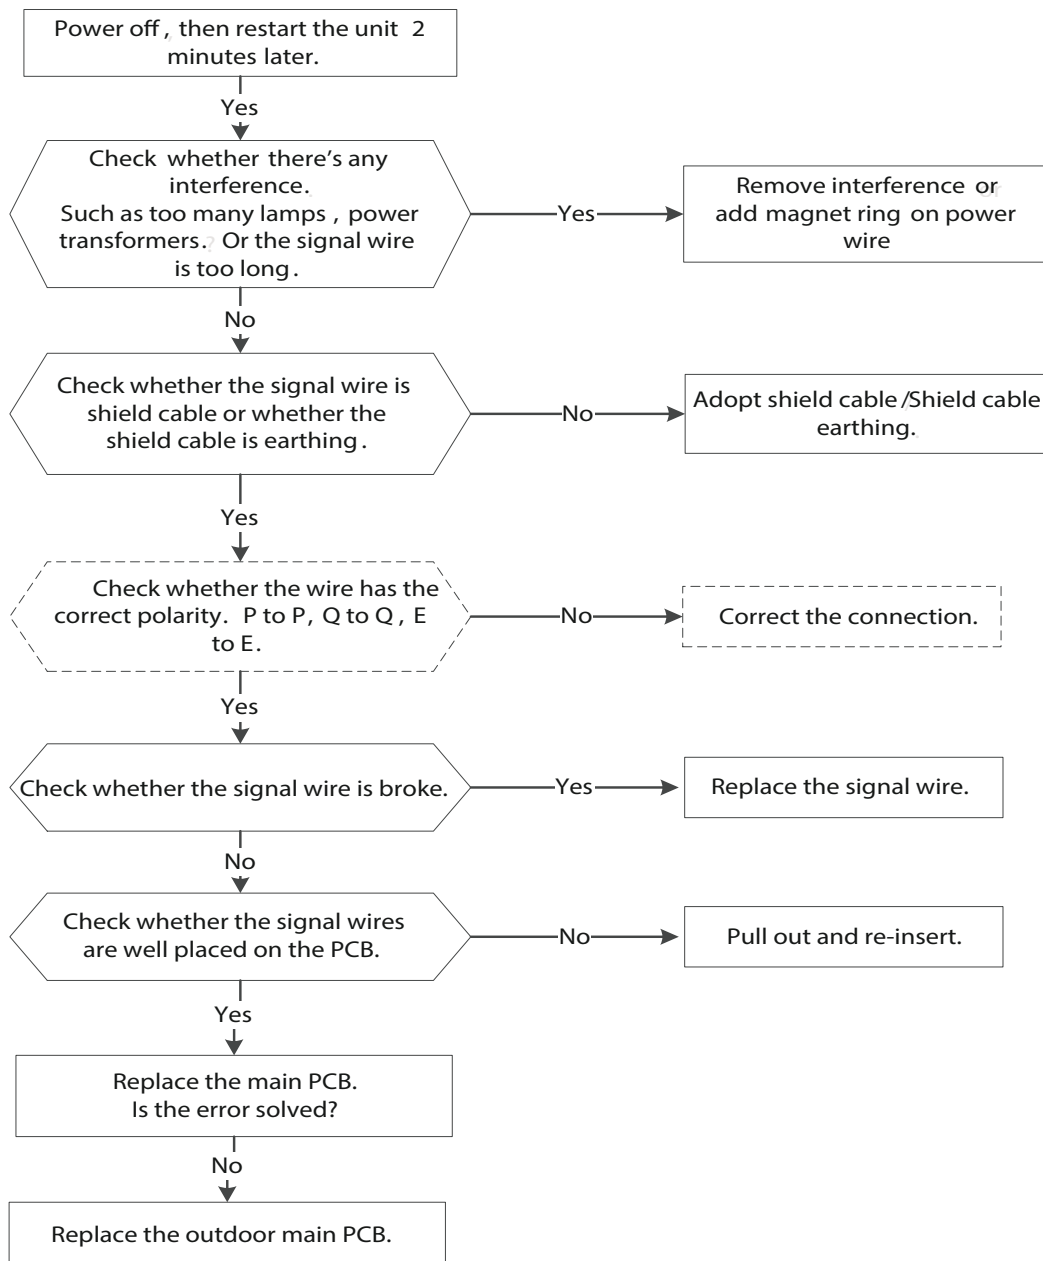 Power off, then restart the unit 2
minutes later.
Yes
Check whether there's any
interference.
Such as too many lamps, power
transformers. Or the signal wire
is too long.
Yes
Remove interference or
add magnet ring on power
wire
No
Check whether the signal wire is
shield cable or whether the
shield cable is earthing.
No
Adopt shield cable/Shield cable
earthing.
Yes
Check whether the wire has the
correct polarity. P to P, Q to Q, E
to E.
No
Correct the connection.
Yes
Check whether the signal wire is broke.
Yes
Replace the signal wire.
No
Check whether the signal wires
are well placed on the PCB.
No
Pull out and re-insert.
Yes
Replace the main PCB.
Is the error solved?
No
Replace the outdoor main PCB.